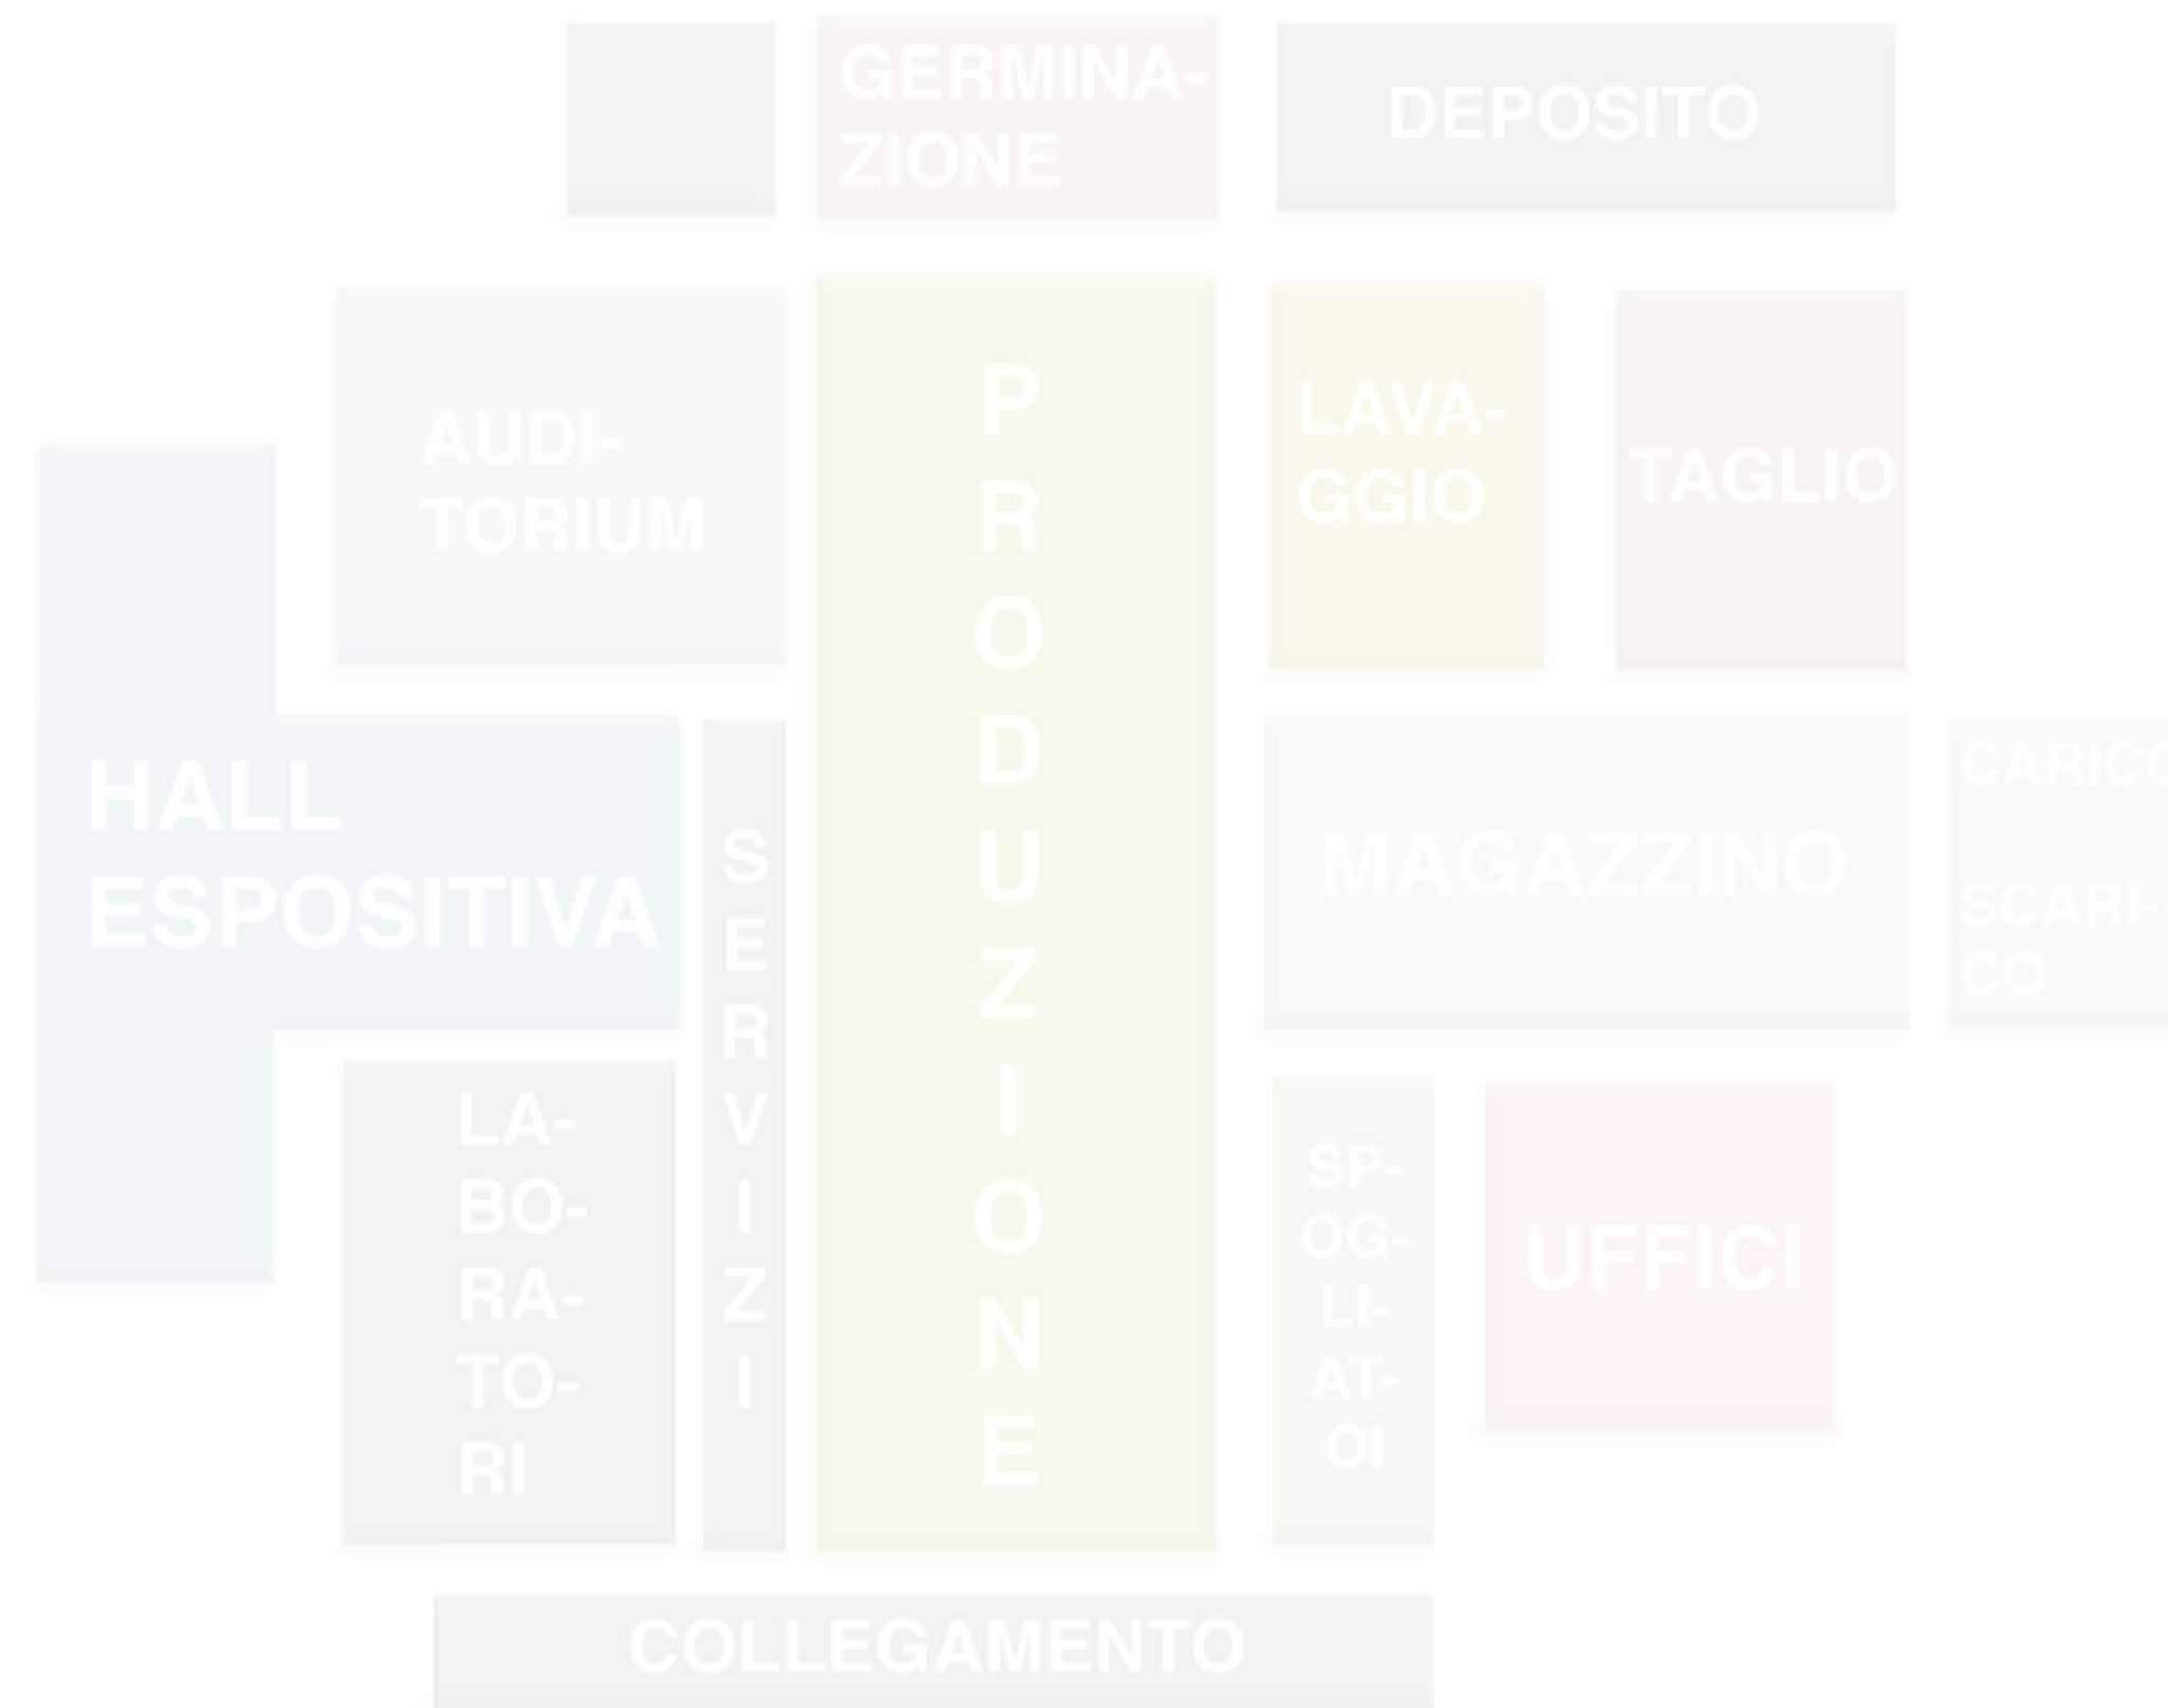 GERMINA-
ZIONE
DEPOSITO
AUDI-
TORIUM
LAVA-
GGIO
TAGLIO
HALL
ESPOSITIVA
S
E
R
V
I
Z
I
P
R
O
D
U
Z
I
O
N
E
MAGAZZINO
CARICO
SCARI-
CO
LA-
BO-
RA-
TO-
RI
SP-
OG-
LI-
AT-
OI
UFFICI
COLLEGAMENTO